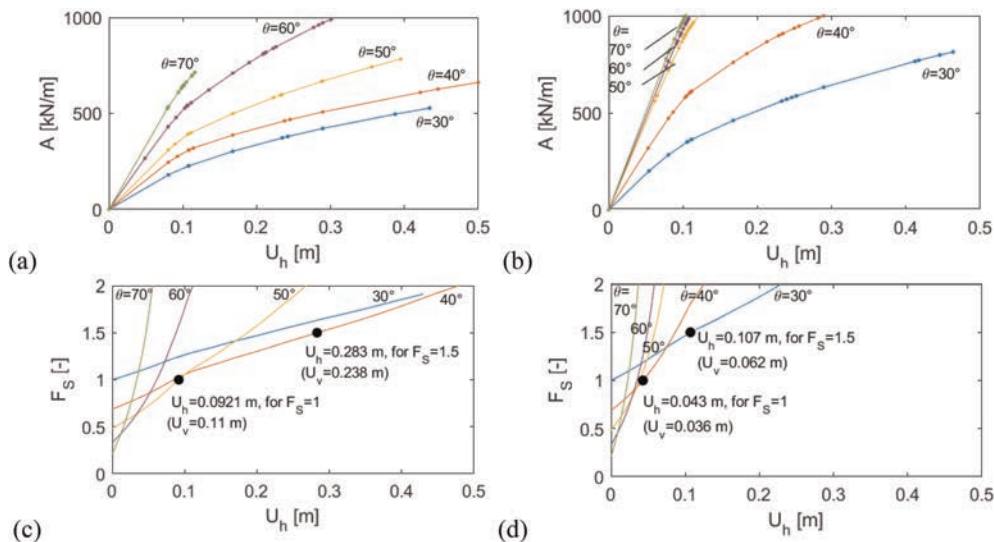 1000
500
0
A [kN/m]
θ=70°
θ=60°
θ=50°
θ=40°
θ=30°
0 0.1 0.2 0.3 0.4 0.5
U_h [m]
(a)
1000
500
0
A [kN/m]
θ=
70°
60°
50°
θ=40°
θ=30°
0 0.1 0.2 0.3 0.4 0.5
U_h [m]
(b)
2
1.5
1
0.5
0
F_S [-]
θ=70° 60° 50° 30° 40°
U_h=0.283 m, for F_S=1.5
(U_v=0.238 m)
U_h=0.0921 m, for F_S=1
(U_v=0.11 m)
0 0.1 0.2 0.3 0.4 0.5
U_h [m]
(c)
2
1.5
1
0.5
0
F_S [-]
θ=
70°
60°
50°
θ=40° θ=30°
U_h=0.107 m, for F_S=1.5
(U_v=0.062 m)
U_h=0.043 m, for F_S=1
(U_v=0.036 m)
0 0.1 0.2 0.3 0.4 0.5
U_h [m]
(d)